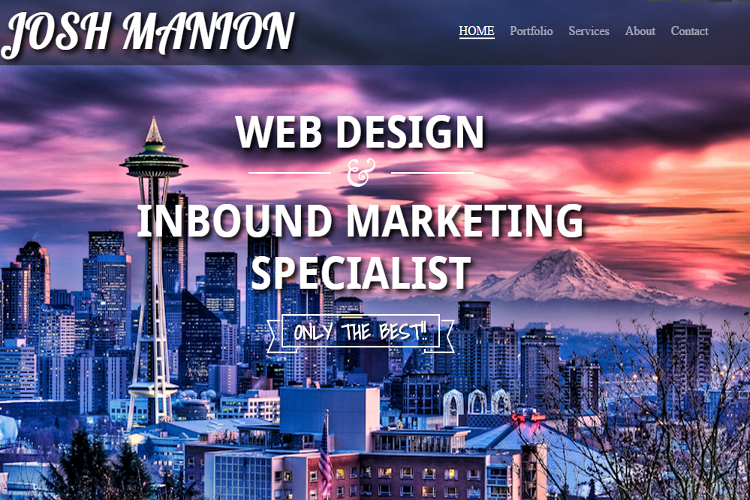 JOSH MANION
HOME Portfolio Services About Contact
WEB DESIGN
&
INBOUND MARKETING
SPECIALIST
ONLY THE BEST!!